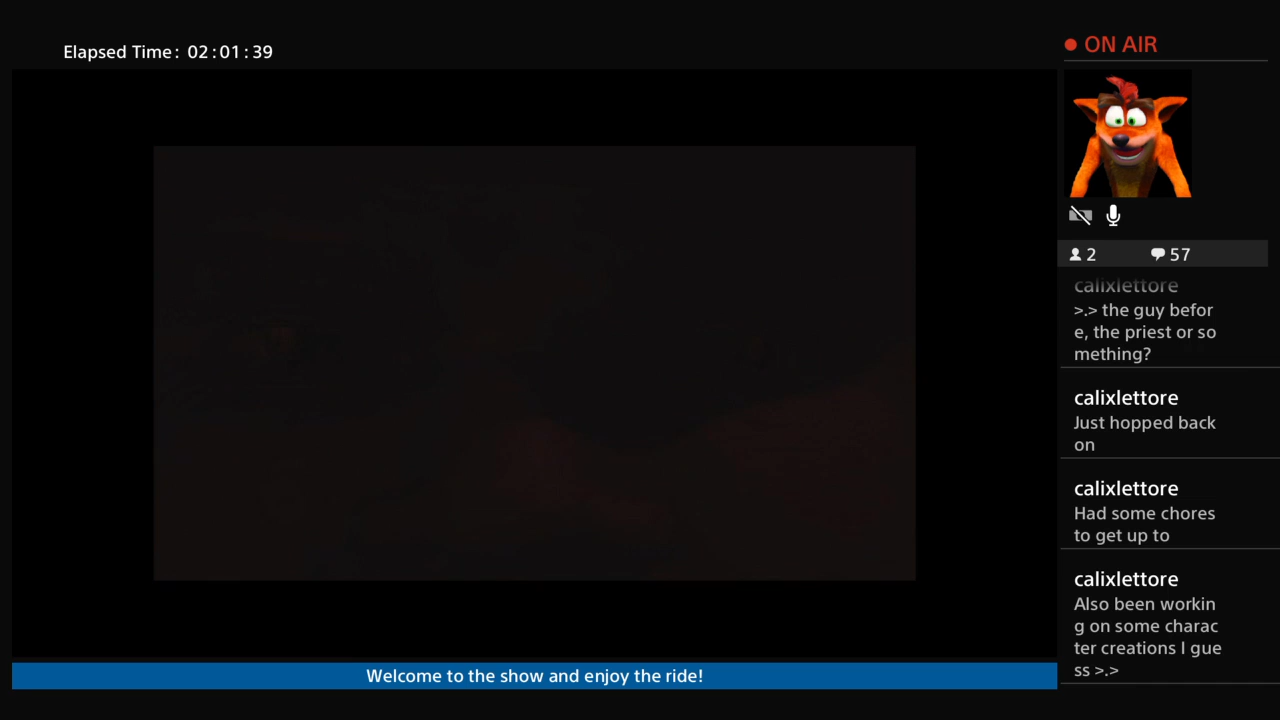 Elapsed Time: 02:01:39
ON AIR
2
57
calixlettore
>.> the guy befor
e, the priest or so
mething?
calixlettore
Just hopped back
on
calixlettore
Had some chores
to get up to
calixlettore
Also been workin
g on some charac
ter creations I gue
ss >.>
Welcome to the show and enjoy the ride!